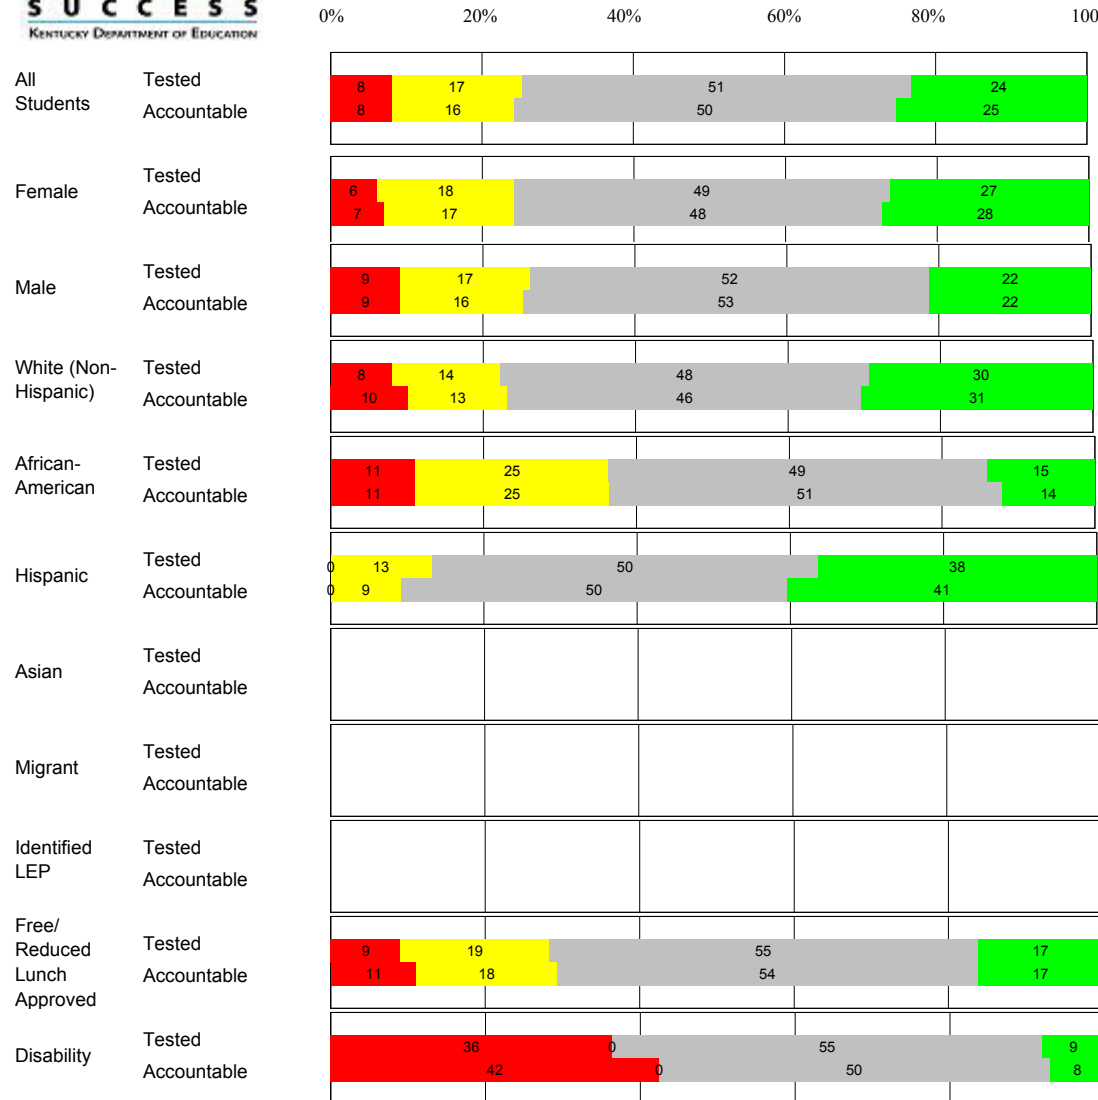 SUCCESS
KENTUCKY DEPARTMENT OF EDUCATION
0% 20% 40% 60% 80% 100
All Students
Tested 8 17 51 24
Accountable 8 16 50 25
Female
Tested 6 18 49 27
Accountable 7 17 48 28
Male
Tested 9 17 52 22
Accountable 9 16 53 22
White (Non-
Hispanic)
Tested 8 14 48 30
Accountable 10 13 46 31
African-
American
Tested 11 25 49 15
Accountable 11 25 51 14
Hispanic
Tested 0 13 50 38
Accountable 0 9 50 41
Asian
Tested
Accountable
Migrant
Tested
Accountable
Identified
LEP
Tested
Accountable
Free/
Reduced
Lunch
Approved
Tested 9 19 55 17
Accountable 11 18 54 17
Disability
Tested 36 0 55 9
Accountable 42 0 50 8